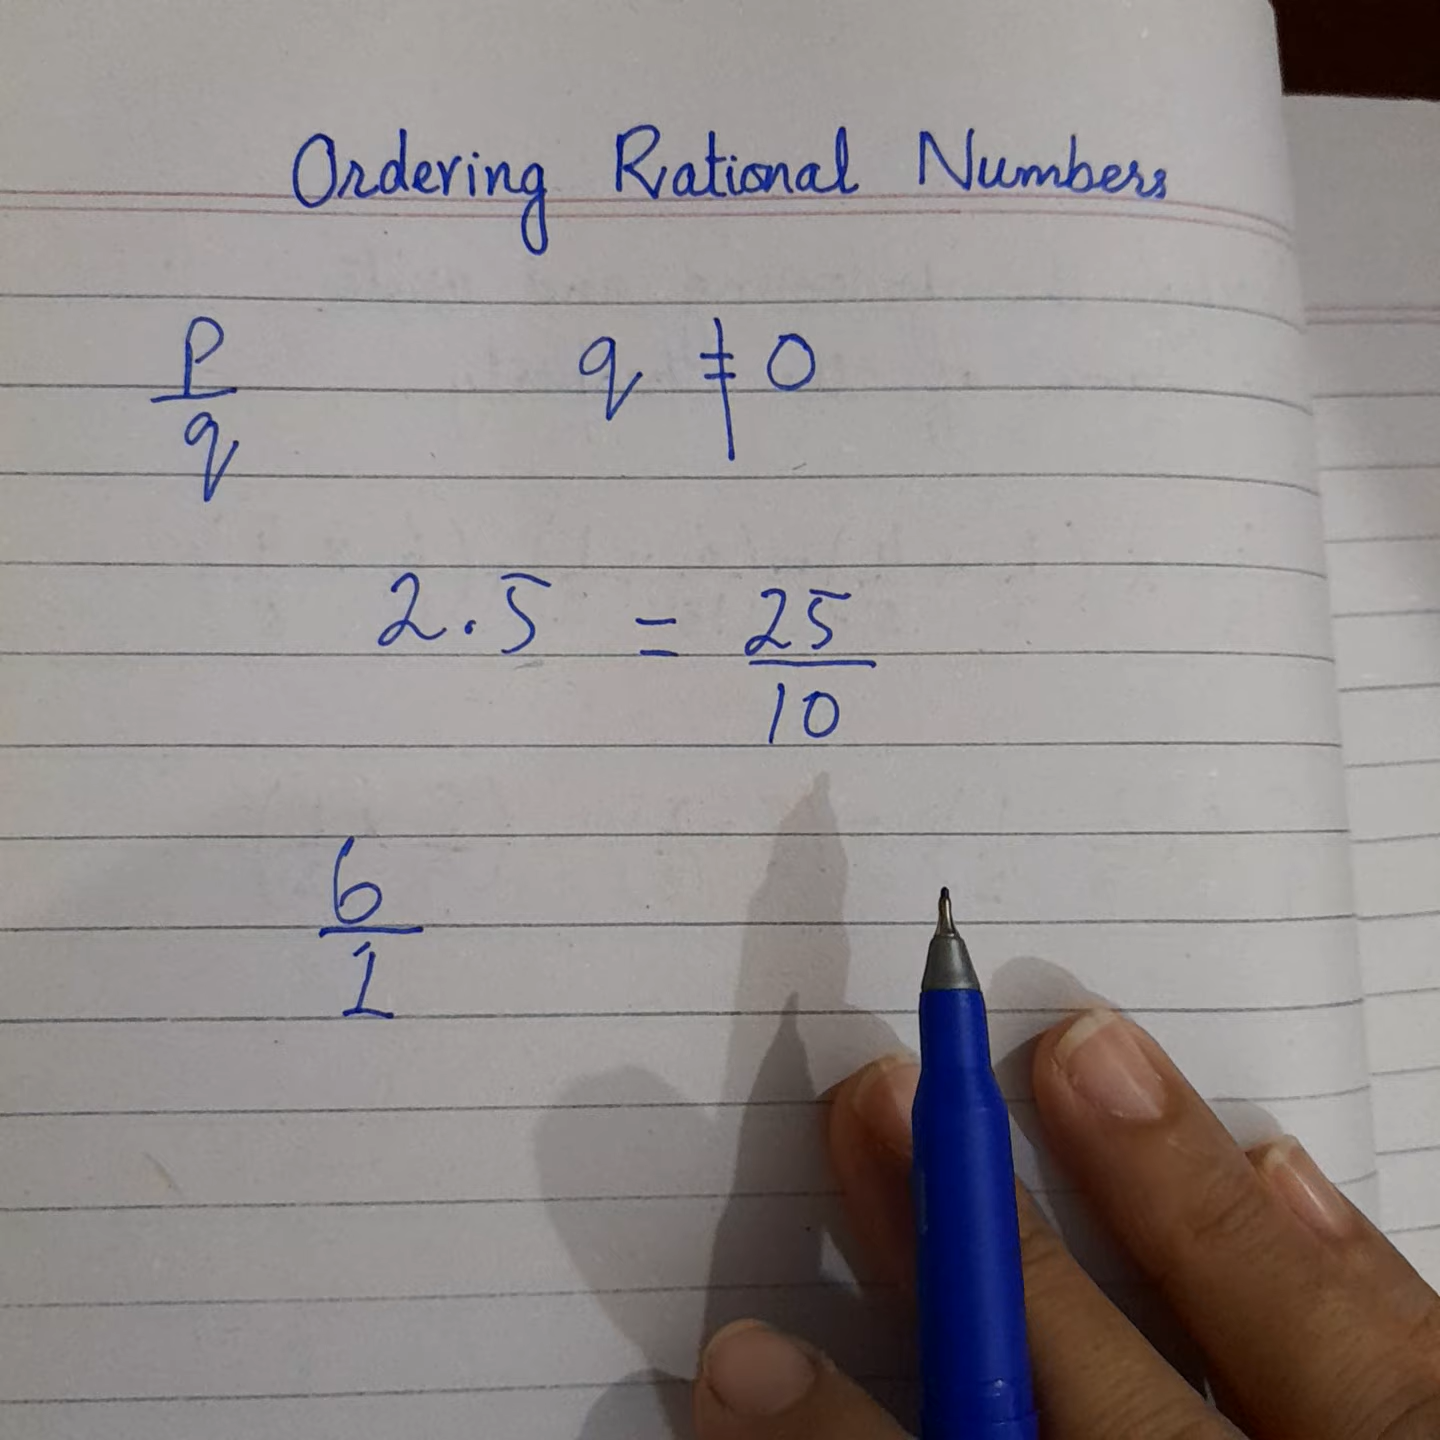 Ordering Rational Numbers
P/q q ≠ 0
2.5 = 25/10
6/1